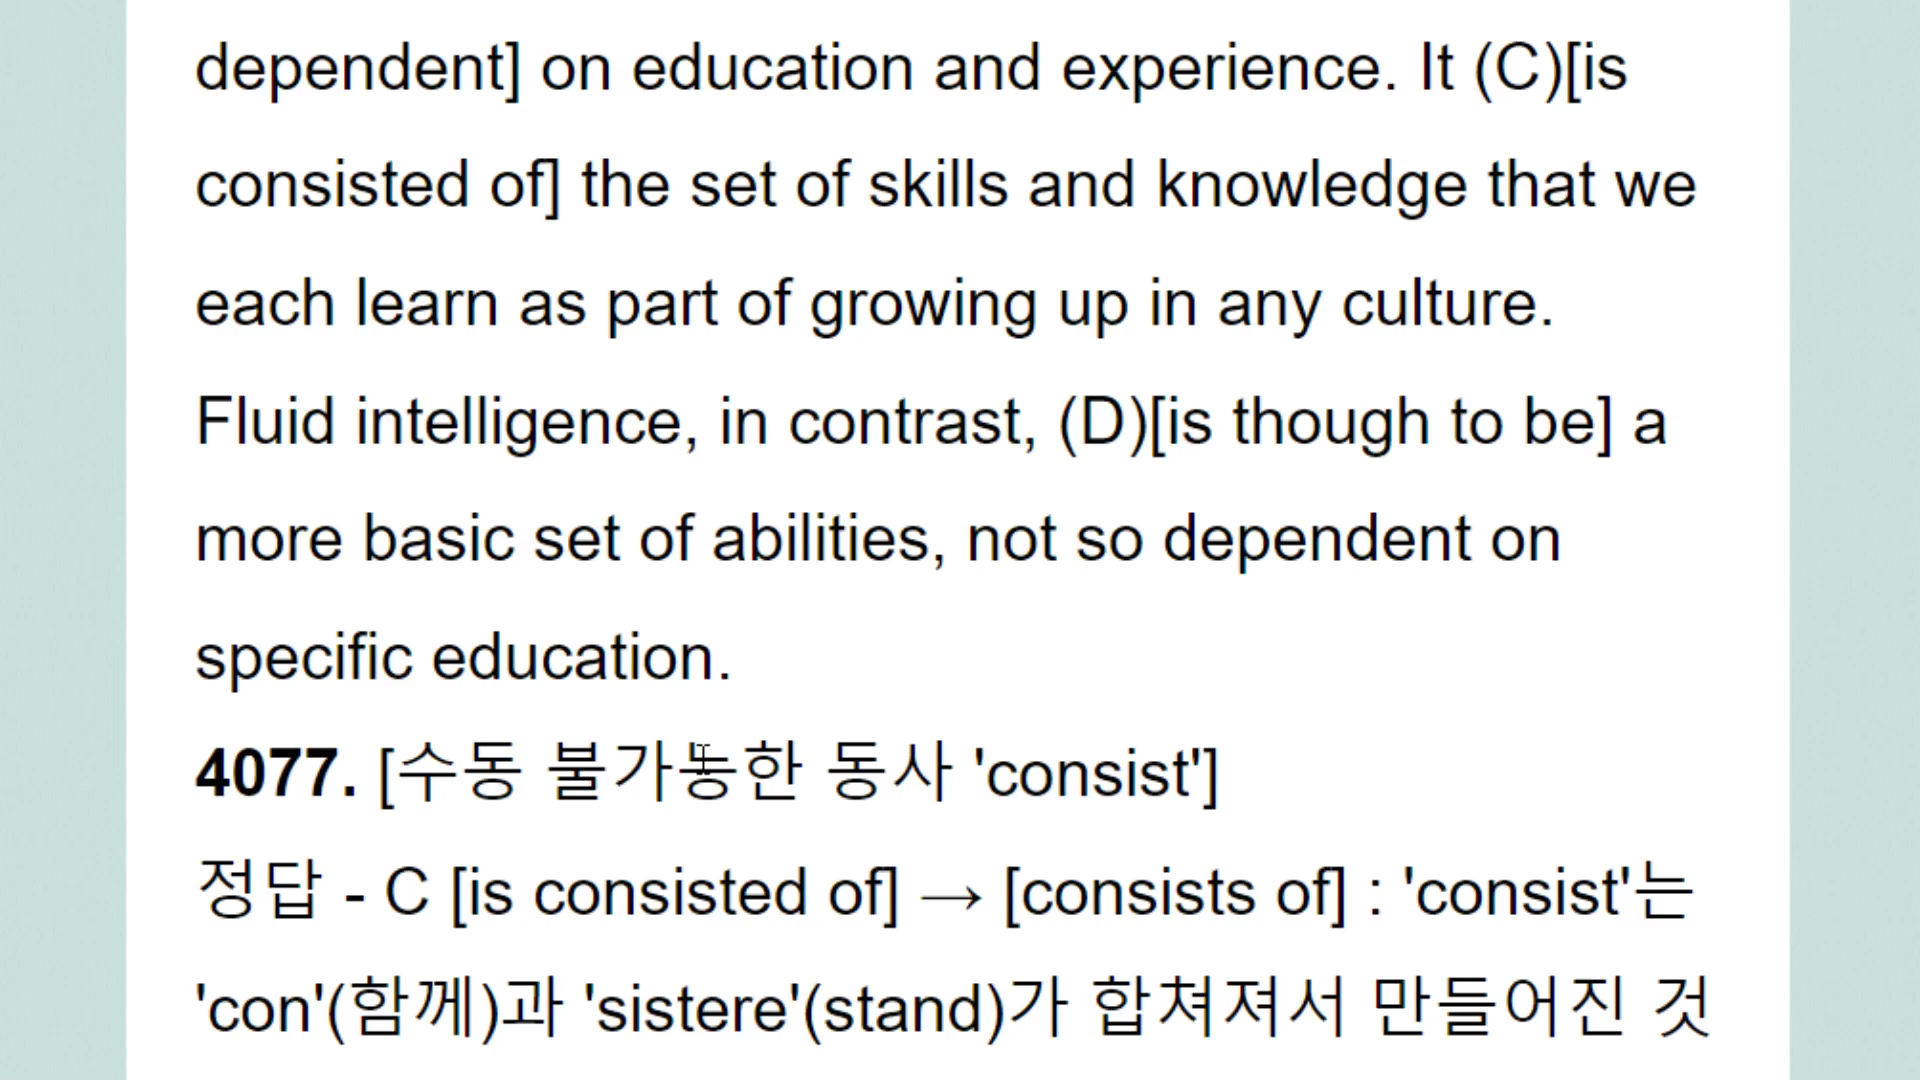 dependent] on education and experience. It (C)[is
consisted of] the set of skills and knowledge that we
each learn as part of growing up in any culture.
Fluid intelligence, in contrast, (D)[is though to be] a
more basic set of abilities, not so dependent on
specific education.
4077. [수동 불가능한 동사 'consist']
정답 - C [is consisted of] → [consists of] : 'consist'는
'con'(함께)과 'sistere'(stand)가 합쳐져서 만들어진 것